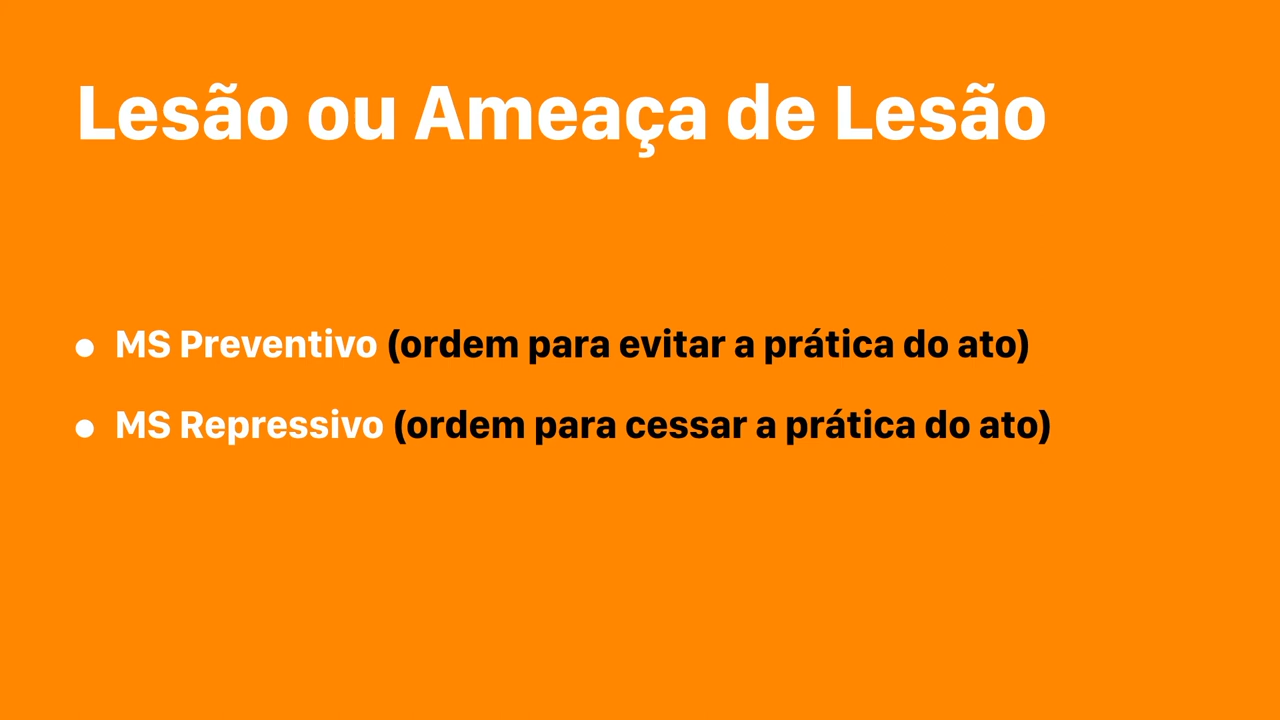 Lesão ou Ameaça de Lesão
• MS Preventivo (ordem para evitar a prática do ato)
• MS Repressivo (ordem para cessar a prática do ato)